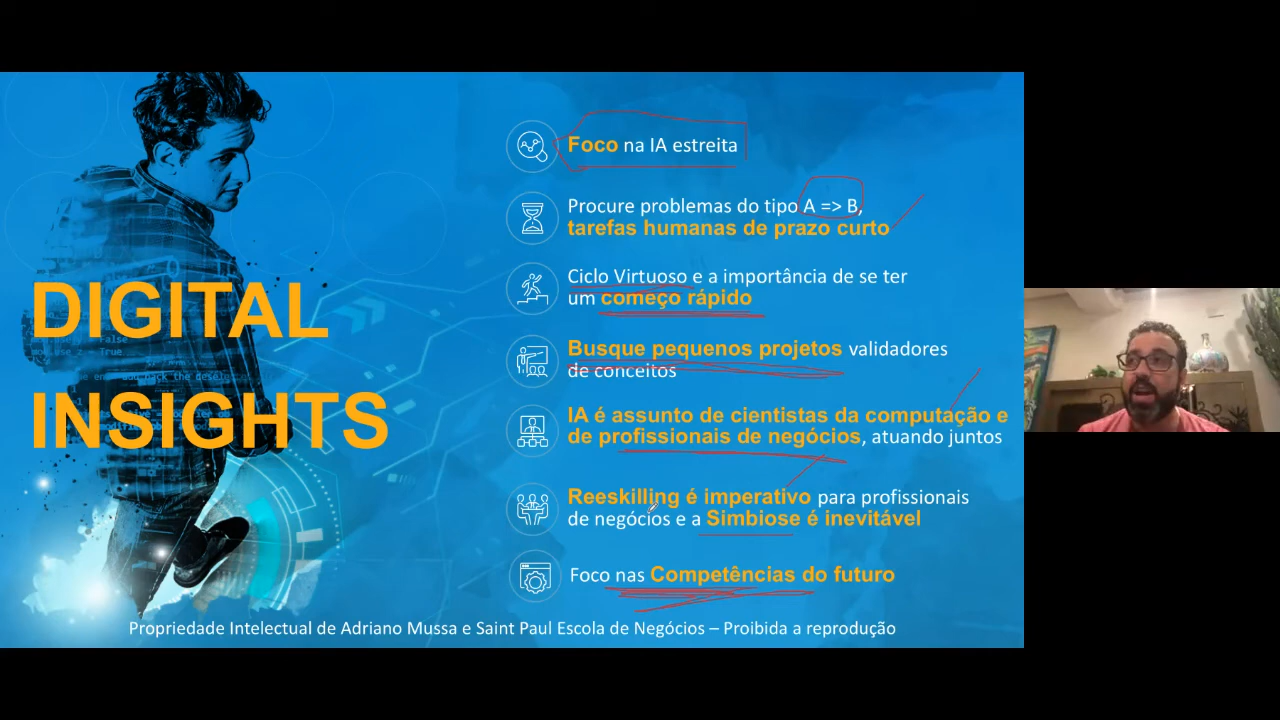 DIGITAL
INSIGHTS
Foco na IA estreita
Procure problemas do tipo A => B,
tarefas humanas de prazo curto
Ciclo Virtuoso e a importância de se ter
um começo rápido
Busque pequenos projetos validadores
de conceitos
IA é assunto de cientistas da computação e
de profissionais de negócios, atuando juntos
Reeskilling é imperativo para profissionais
de negócios e a Simbiose é inevitável
Foco nas Competências do futuro
Propriedade Intelectual de Adriano Mussa e Saint Paul Escola de Negócios – Proibida a reprodução